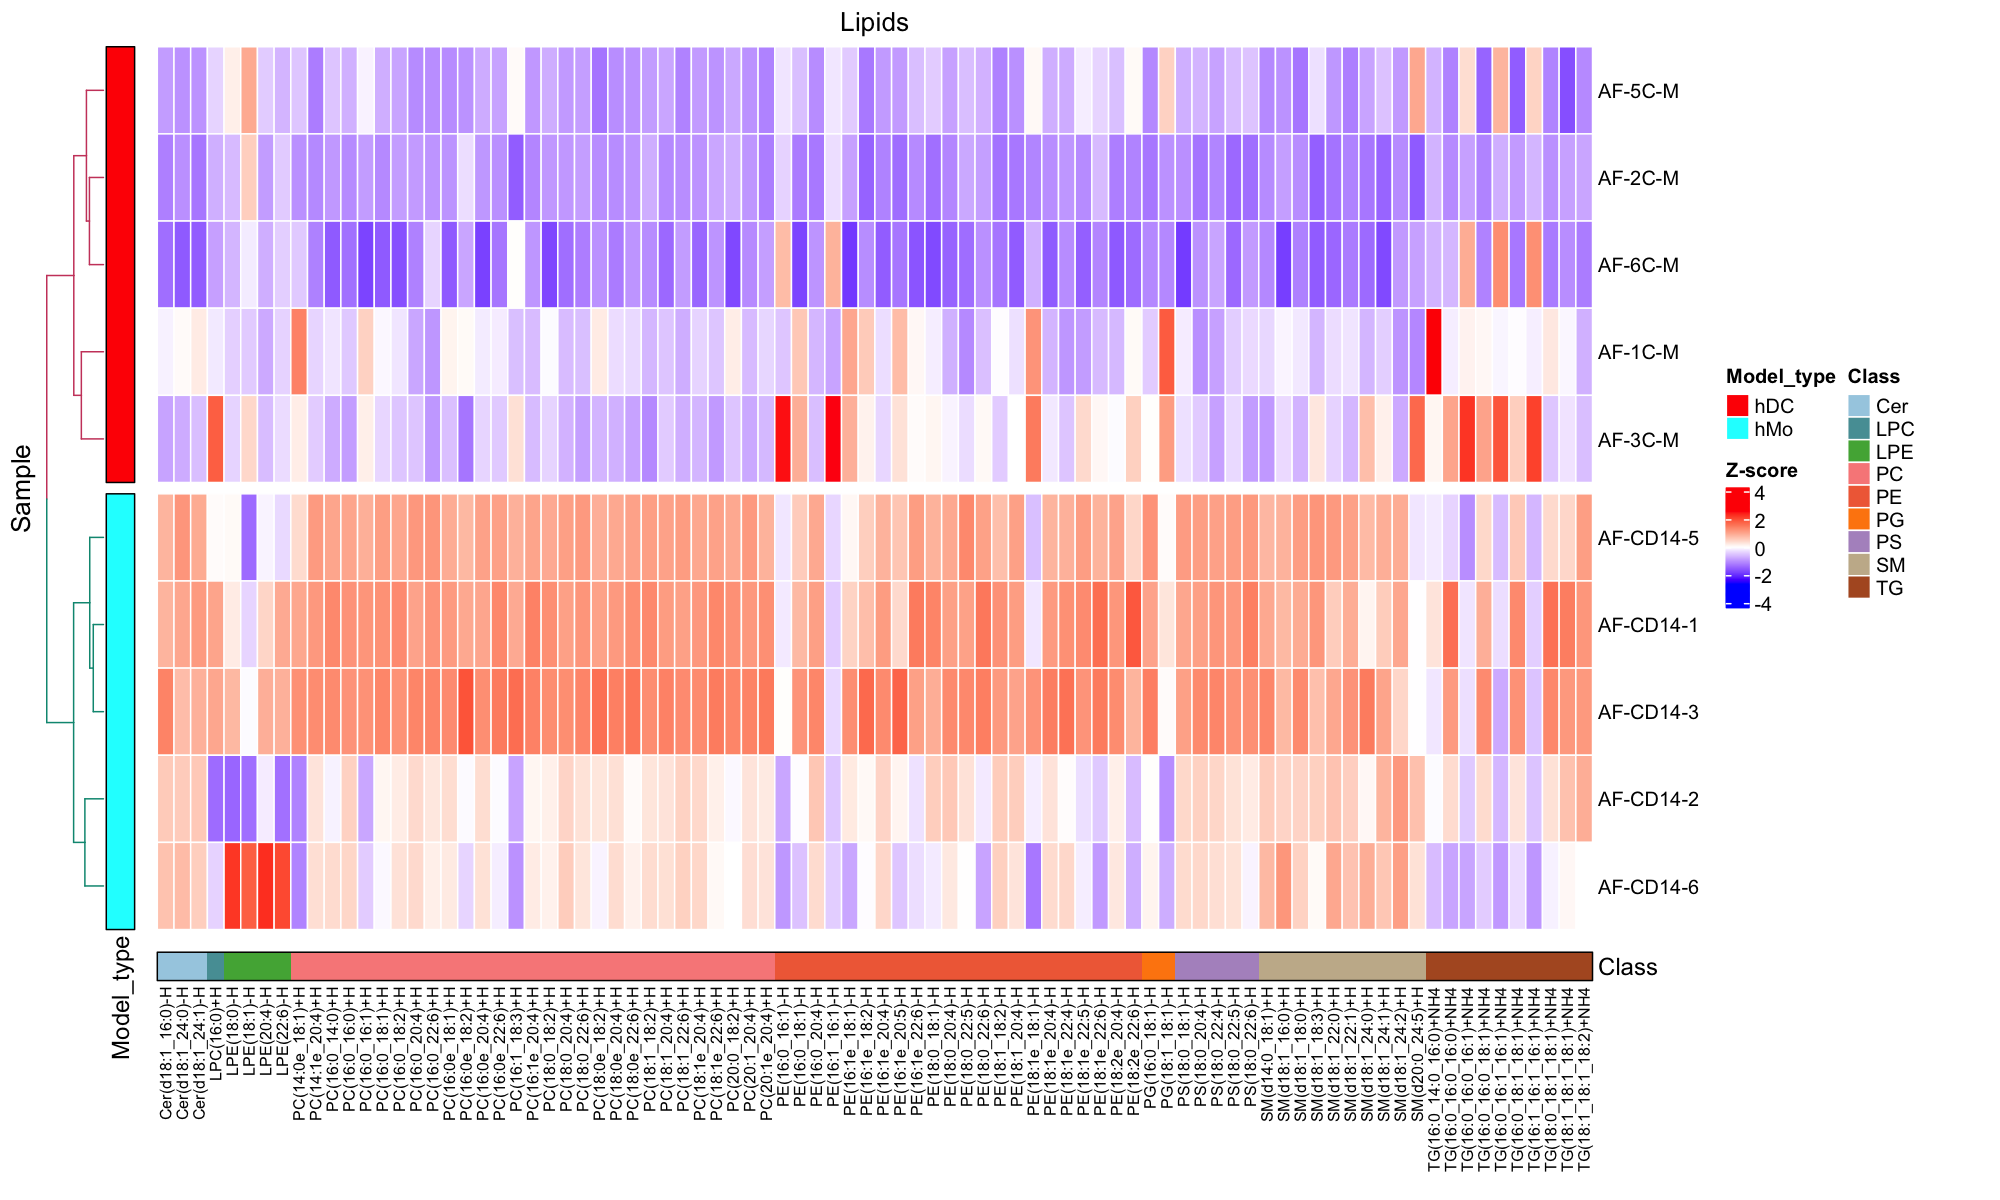 Lipids
AF-5C-M
AF-2C-M
AF-6C-M
AF-1C-M
AF-3C-M
AF-CD14-5
AF-CD14-1
AF-CD14-3
AF-CD14-2
AF-CD14-6
Sample
Model_type
Class
Cer(d18:1_16:0)-H
Cer(d18:1_24:0)-H
Cer(d18:1_24:1)-H
LPC(16:0)+H
LPE(18:0)-H
LPE(18:1)-H
LPE(20:4)-H
LPE(22:6)-H
PC(14:0e_18:1)+H
PC(14:1e_20:4)+H
PC(16:0_14:0)+H
PC(16:0_16:0)+H
PC(16:0_16:1)+H
PC(16:0_18:1)+H
PC(16:0_18:2)+H
PC(16:0_20:4)+H
PC(16:0_22:6)+H
PC(16:0e_18:1)+H
PC(16:0e_18:2)+H
PC(16:0e_20:4)+H
PC(16:0e_22:6)+H
PC(16:1_18:3)+H
PC(16:1e_20:4)+H
PC(18:0_18:2)+H
PC(18:0_20:4)+H
PC(18:0_22:6)+H
PC(18:0e_18:2)+H
PC(18:0e_20:4)+H
PC(18:0e_22:6)+H
PC(18:1_18:2)+H
PC(18:1_20:4)+H
PC(18:1_22:6)+H
PC(18:1e_20:4)+H
PC(18:1e_22:6)+H
PC(20:0_18:2)+H
PC(20:1_20:4)+H
PC(20:1e_20:4)+H
PE(16:0_16:1)-H
PE(16:0_18:1)-H
PE(16:0_20:4)-H
PE(16:1_16:1)-H
PE(16:1e_18:1)-H
PE(16:1e_18:2)-H
PE(16:1e_20:4)-H
PE(16:1e_20:5)-H
PE(16:1e_22:6)-H
PE(18:0_18:1)-H
PE(18:0_20:4)-H
PE(18:0_22:5)-H
PE(18:0_22:6)-H
PE(18:1_18:2)-H
PE(18:1_20:4)-H
PE(18:1e_18:1)-H
PE(18:1e_20:4)-H
PE(18:1e_22:4)-H
PE(18:1e_22:5)-H
PE(18:1e_22:6)-H
PE(18:2e_20:4)-H
PE(18:2e_22:6)-H
PG(16:0_18:1)-H
PG(18:1_18:1)-H
PS(18:0_18:1)-H
PS(18:0_20:4)-H
PS(18:0_22:4)-H
PS(18:0_22:5)-H
PS(18:0_22:6)-H
SM(d14:0_18:1)+H
SM(d18:1_16:0)+H
SM(d18:1_18:0)+H
SM(d18:1_18:3)+H
SM(d18:1_22:0)+H
SM(d18:1_22:1)+H
SM(d18:1_24:0)+H
SM(d18:1_24:1)+H
SM(d18:1_24:2)+H
SM(d20:0_24:5)+H
TG(16:0_14:0_16:0)+NH4
TG(16:0_16:0_16:0)+NH4
TG(16:0_16:0_16:1)+NH4
TG(16:0_16:0_18:1)+NH4
TG(16:0_16:1_16:1)+NH4
TG(16:0_18:1_18:1)+NH4
TG(16:1_16:1_16:1)+NH4
TG(18:0_18:1_18:1)+NH4
TG(18:1_18:1_18:1)+NH4
TG(18:1_18:1_18:2)+NH4
Model_type
hDC
hMo
Z-score
4
2
0
-2
-4
Class
Cer
LPC
LPE
PC
PE
PG
PS
SM
TG